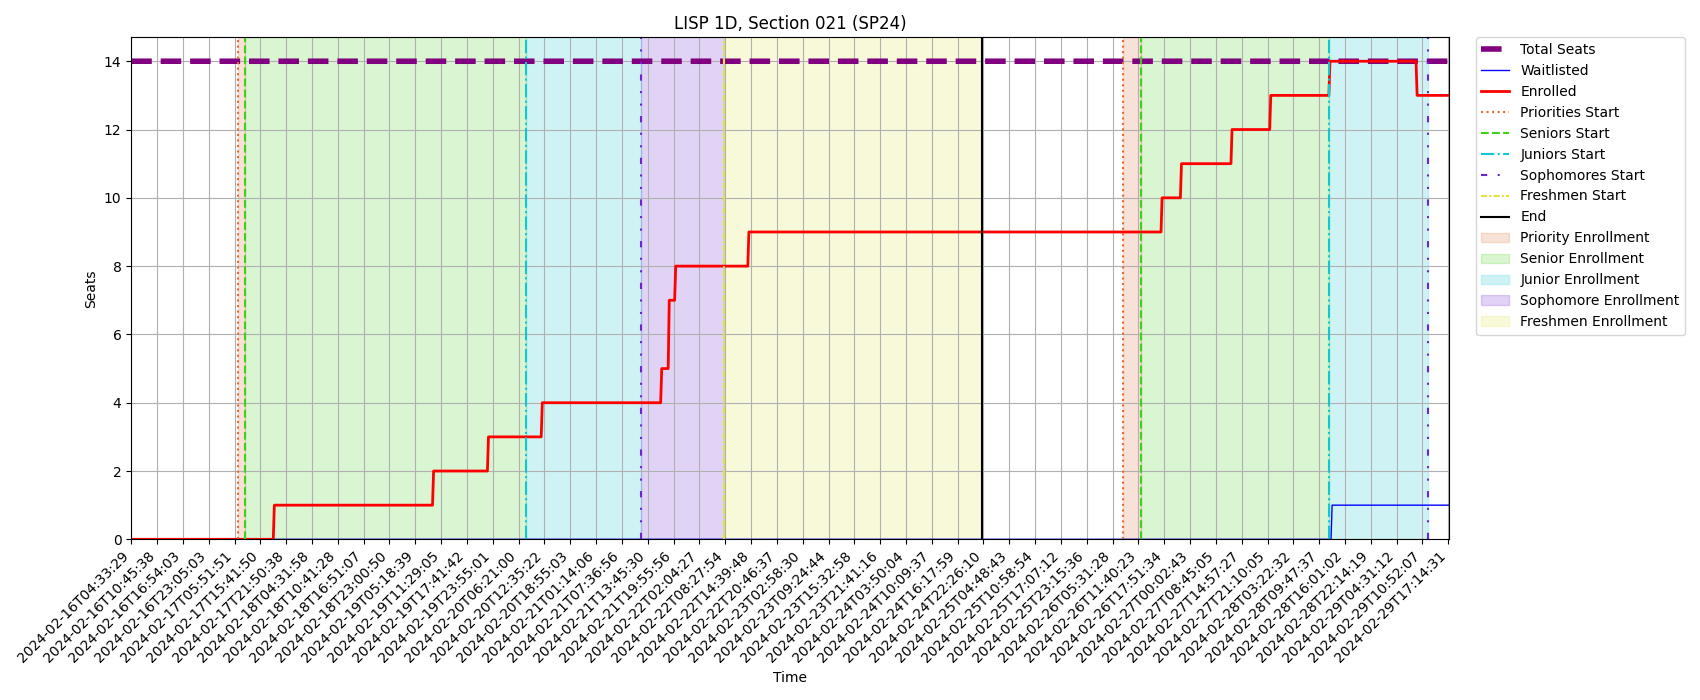 LISP 1D, Section 021 (SP24)
Seats
14
12
10
8
6
4
2
0
2024-02-16T04:33:29
2024-02-16T10:45:38
2024-02-16T16:54:03
2024-02-16T23:05:03
2024-02-17T05:51:51
2024-02-17T15:41:50
2024-02-17T21:50:38
2024-02-18T04:31:58
2024-02-18T10:41:28
2024-02-18T16:51:07
2024-02-18T23:00:50
2024-02-19T05:18:39
2024-02-19T11:29:05
2024-02-19T17:41:42
2024-02-19T23:55:01
2024-02-20T06:21:00
2024-02-20T12:35:22
2024-02-20T18:55:03
2024-02-21T01:14:06
2024-02-21T07:36:56
2024-02-21T13:45:30
2024-02-21T19:55:56
2024-02-22T02:04:27
2024-02-22T08:27:54
2024-02-22T14:39:48
2024-02-22T20:46:37
2024-02-23T02:58:30
2024-02-23T09:24:44
2024-02-23T15:32:58
2024-02-23T21:41:16
2024-02-24T03:50:04
2024-02-24T10:09:37
2024-02-24T16:17:59
2024-02-24T22:26:10
2024-02-25T04:48:43
2024-02-25T10:58:54
2024-02-25T17:07:12
2024-02-25T23:15:36
2024-02-26T05:31:28
2024-02-26T11:40:23
2024-02-26T17:51:34
2024-02-27T00:02:43
2024-02-27T08:45:05
2024-02-27T14:57:27
2024-02-27T21:10:05
2024-02-28T03:22:32
2024-02-28T09:47:37
2024-02-28T16:01:02
2024-02-28T22:14:19
2024-02-29T04:31:12
2024-02-29T10:52:07
2024-02-29T17:14:31
Time
Total Seats
Waitlisted
Enrolled
Priorities Start
Seniors Start
Juniors Start
Sophomores Start
Freshmen Start
End
Priority Enrollment
Senior Enrollment
Junior Enrollment
Sophomore Enrollment
Freshmen Enrollment